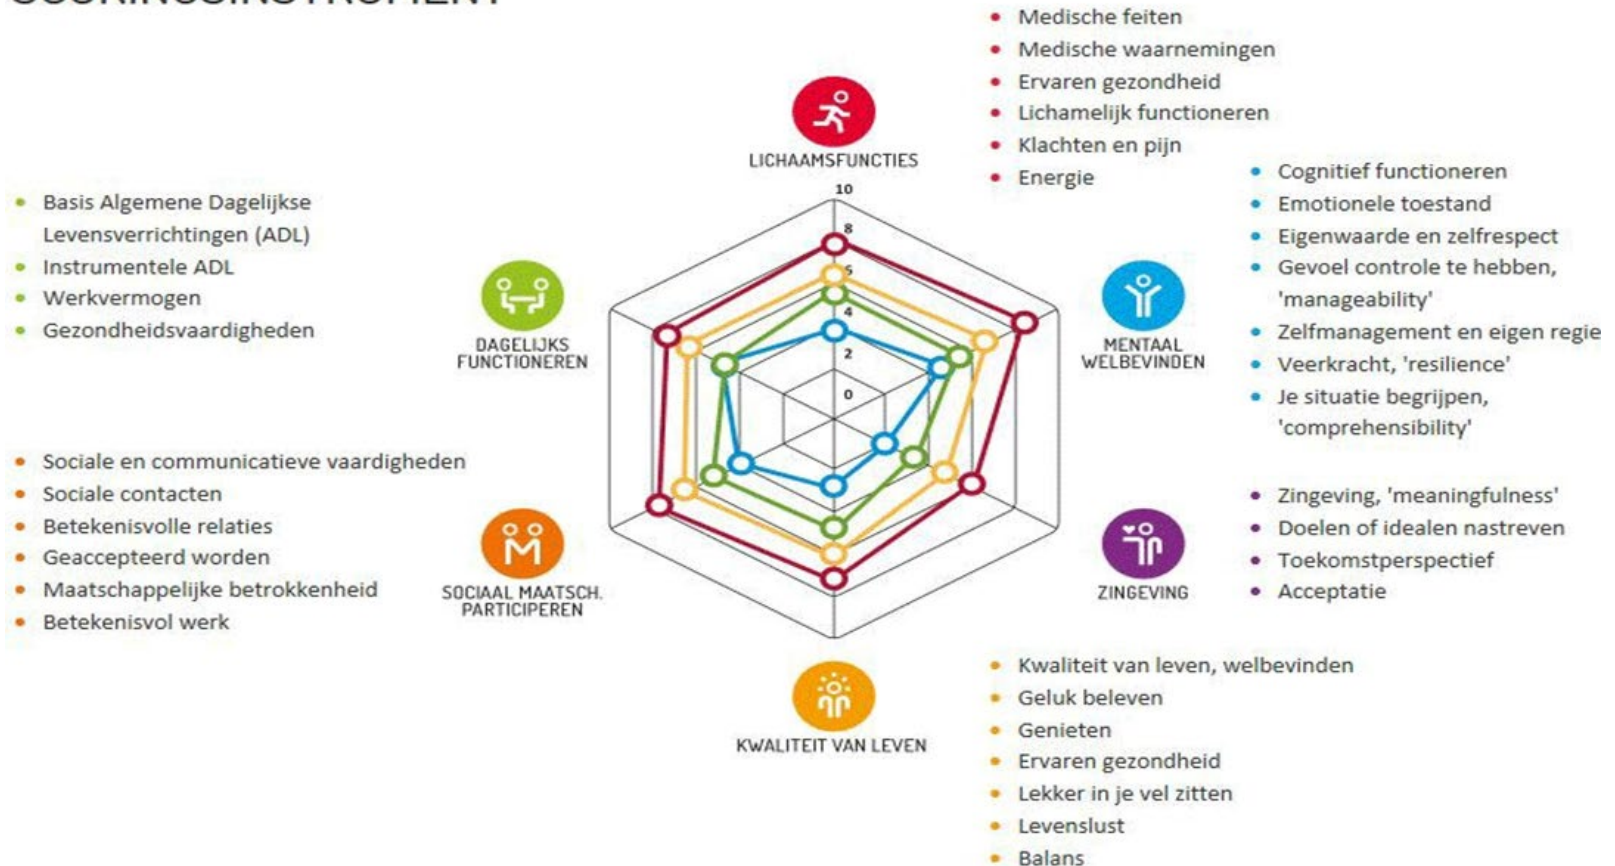 Medische feiten
Medische waarnemingen
Ervaren gezondheid
Lichamelijk functioneren
Klachten en pijn
Energie
LICHAAMSFUNCTIES
Cognitief functioneren
Emotionele toestand
Eigenwaarde en zelfrespect
Gevoel controle te hebben,
'manageability'
Zelfmanagement en eigen regie
Veerkracht, 'resilience'
Je situatie begrijpen,
'comprehensibility'
MENTAAL
WELBEVINDEN
Basis Algemene Dagelijkse
Levensverrichtingen (ADL)
Instrumentele ADL
Werkvermogen
Gezondheidsvaardigheden
DAGELIJKS
FUNCTIONEREN
10
8
4
2
0
Sociale en communicatieve vaardigheden
Sociale contacten
Betekenisvolle relaties
Geaccepteerd worden
Maatschappelijke betrokkenheid
Betekenisvol werk
SOCIAAL MAATSCH.
PARTICIPEREN
Zingeving, 'meaningfulness'
Doelen of idealen nastreven
Toekomstperspectief
Acceptatie
ZINGEVING
KWALITEIT VAN LEVEN
Kwaliteit van leven, welbevinden
Geluk beleven
Genieten
Ervaren gezondheid
Lekker in je vel zitten
Levenslust
Balans